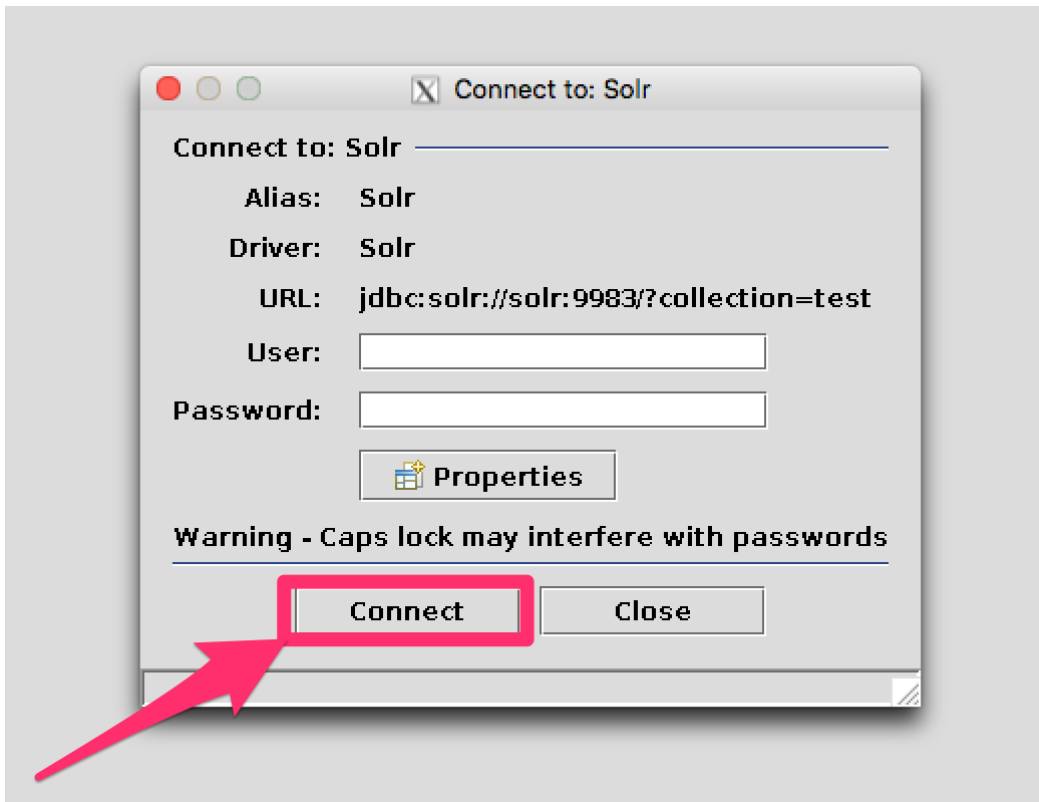 Connect to: Solr
Connect to: Solr
Alias: Solr
Driver: Solr
URL: jdbc:solr://solr:9983/?collection=test
User:
Password:
Properties
Warning - Caps lock may interfere with passwords
Connect Close